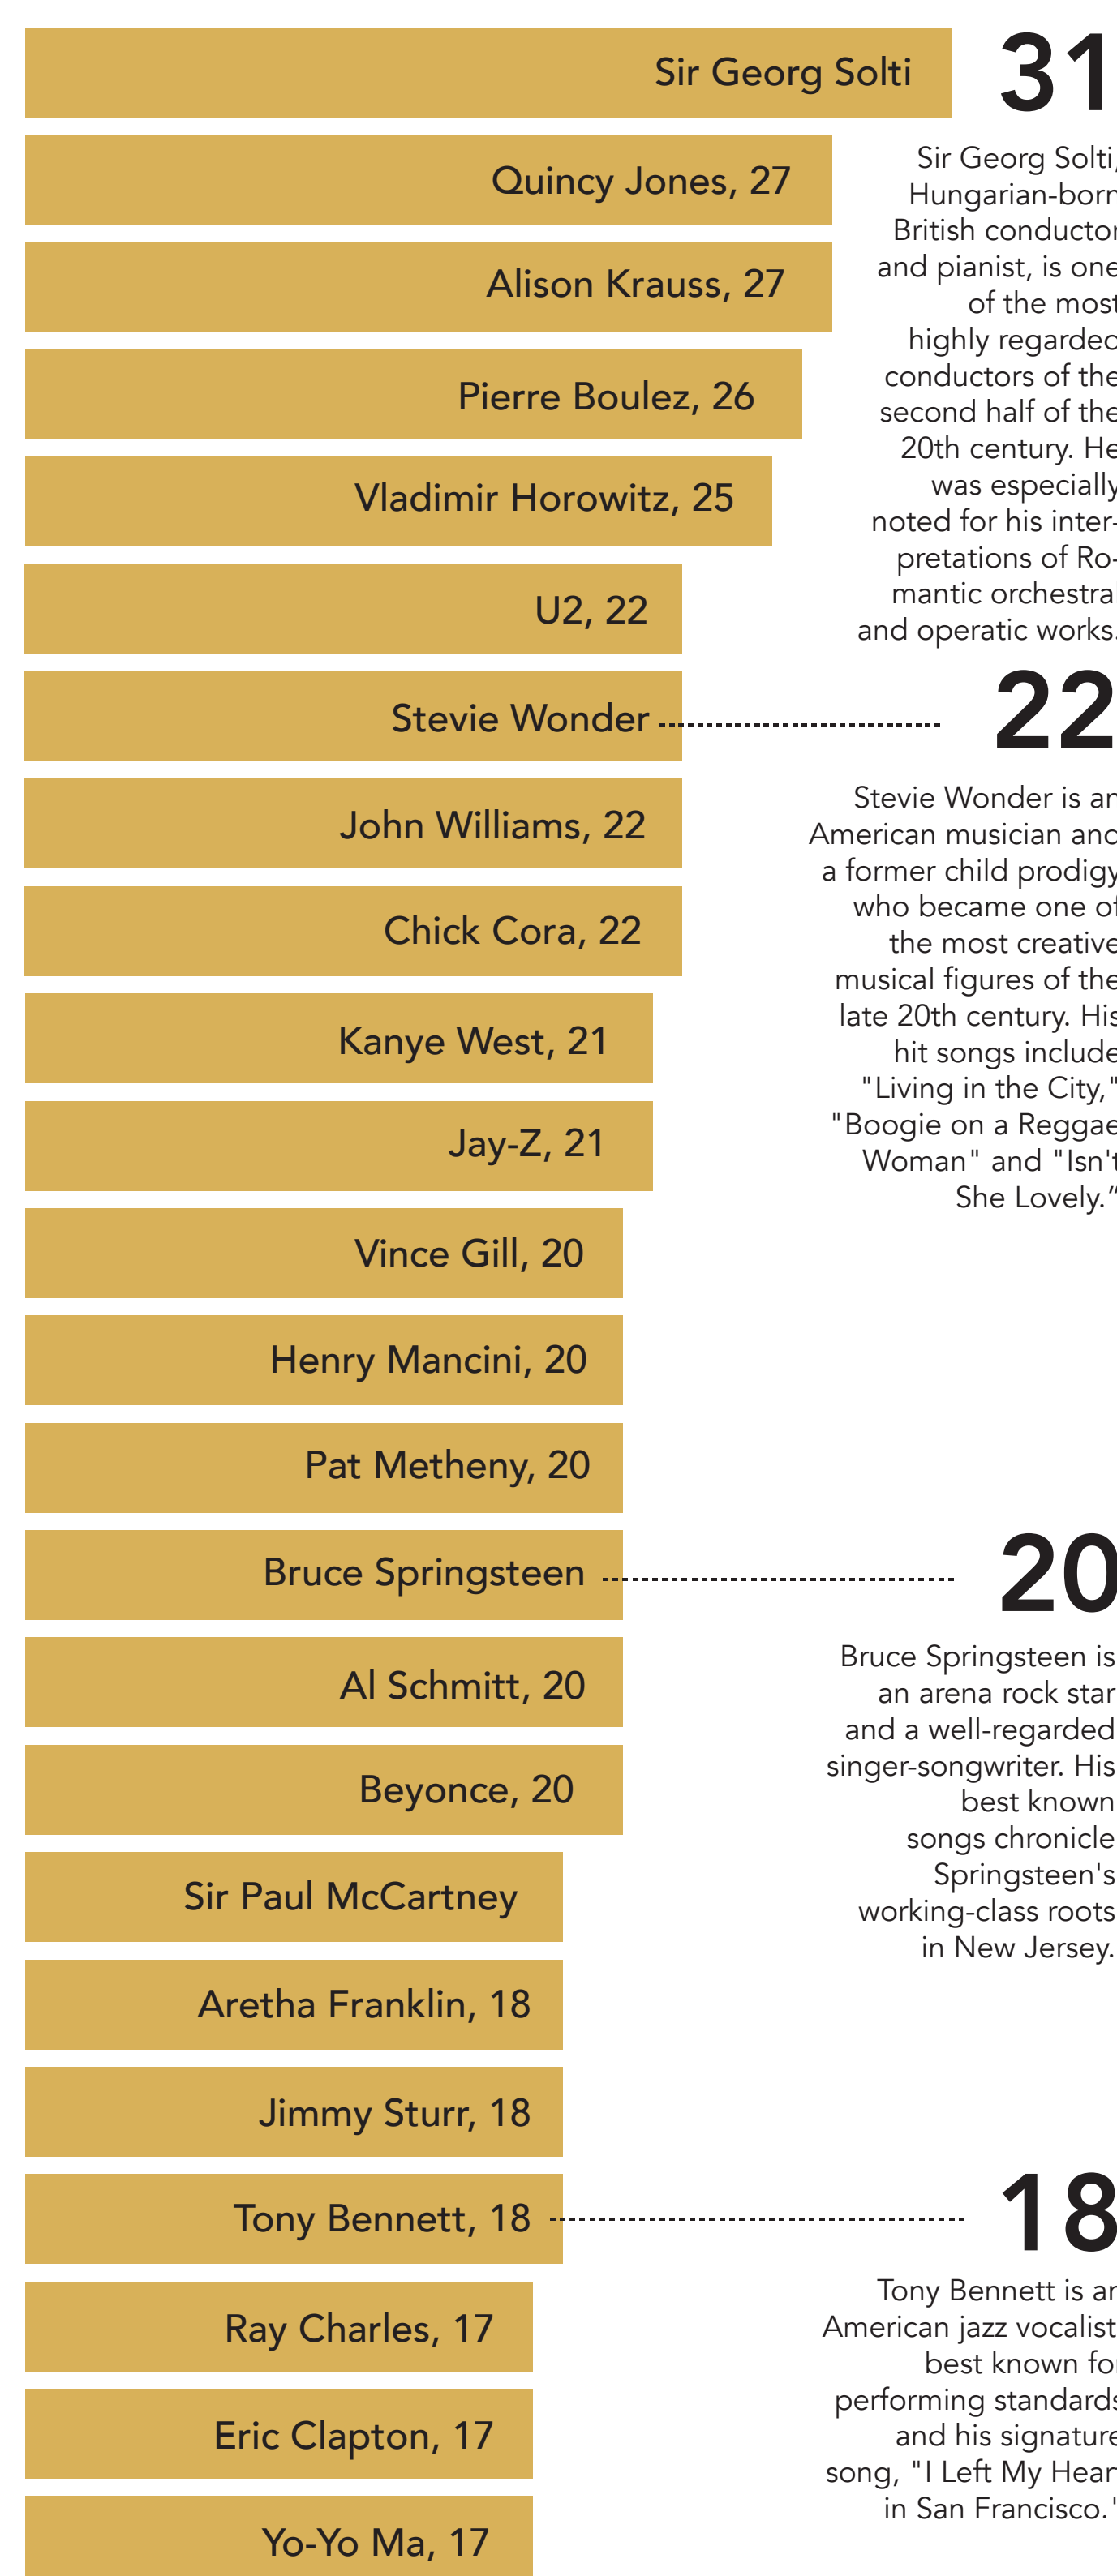 Sir Georg Solti
31
Sir Georg Solti,
Hungarian-born
British conductor
and pianist, is one
of the most
highly regarded
conductors of the
second half of the
20th century. He
was especially
noted for his inter-
pretations of Ro-
mantic orchestral
and operatic works.
Quincy Jones, 27
Alison Krauss, 27
Pierre Boulez, 26
Vladimir Horowitz, 25
U2, 22
Stevie Wonder
22
Stevie Wonder is an
American musician and
a former child prodigy
who became one of
the most creative
musical figures of the
late 20th century. His
hit songs include
"Living in the City,"
"Boogie on a Reggae
Woman" and "Isn't
She Lovely.”
John Williams, 22
Chick Cora, 22
Kanye West, 21
Jay-Z, 21
Vince Gill, 20
Henry Mancini, 20
Pat Metheny, 20
Bruce Springsteen
20
Bruce Springsteen is
an arena rock star
and a well-regarded
singer-songwriter. His
best known
songs chronicle
Springsteen's
working-class roots
in New Jersey.
Al Schmitt, 20
Beyonce, 20
Sir Paul McCartney
Aretha Franklin, 18
Jimmy Sturr, 18
Tony Bennett, 18
18
Tony Bennett is an
American jazz vocalist
best known for
performing standards
and his signature
song, "I Left My Heart
in San Francisco."
Ray Charles, 17
Eric Clapton, 17
Yo-Yo Ma, 17